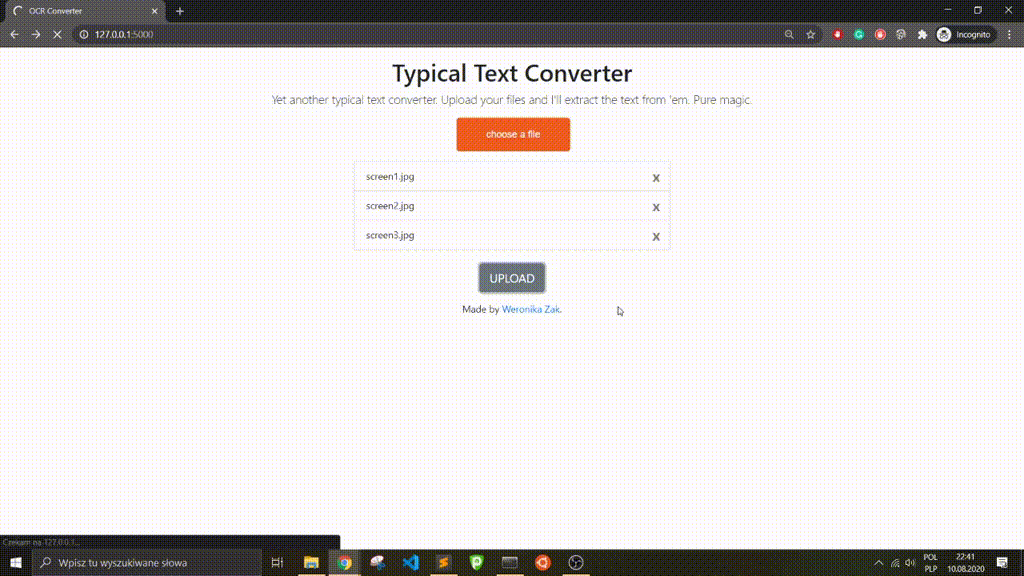 OCR Converter
127.0.0.1:5000
Incognito
Typical Text Converter
Yet another typical text converter. Upload your files and I'll extract the text from 'em. Pure magic.
choose a file
screen1.jpg x
screen2.jpg x
screen3.jpg x
UPLOAD
Made by Weronika Zak.
Czekam na 127.0.0.1...
Wpisz tu wyszukiwane słowa
POL 22:41
PLP 10.08.2020